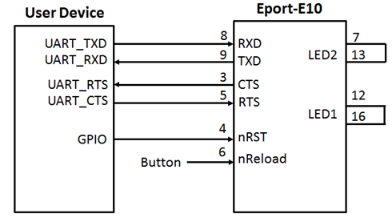 User Device
Eport-E10
UART_TXD 8 RXD
UART_RXD 9 TXD
UART_RTS 3 CTS
UART_CTS 5 RTS
GPIO 4 nRST
Button 6 nReload
LED2 7
13
LED1 12
16